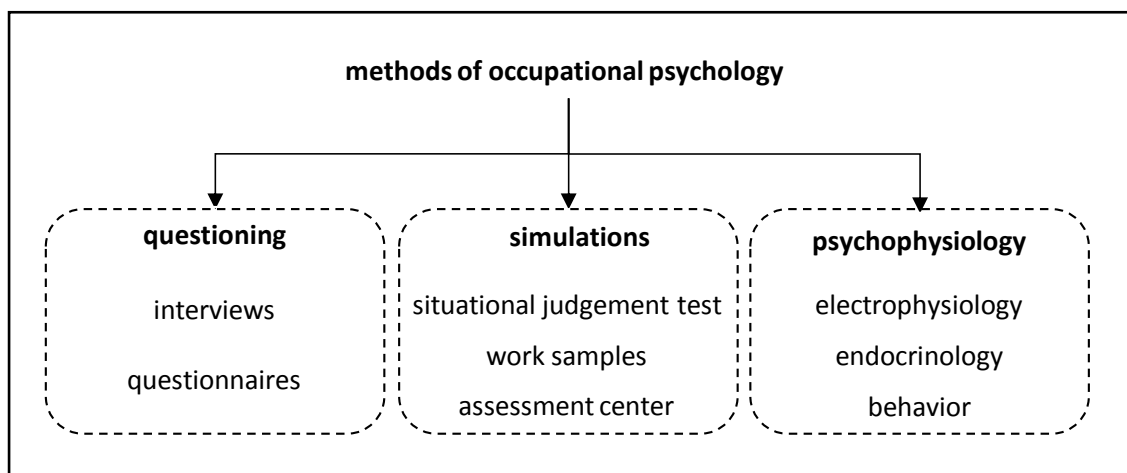 methods of occupational psychology
questioning
interviews
questionnaires
simulations
situational judgement test
work samples
assessment center
psychophysiology
electrophysiology
endocrinology
behavior